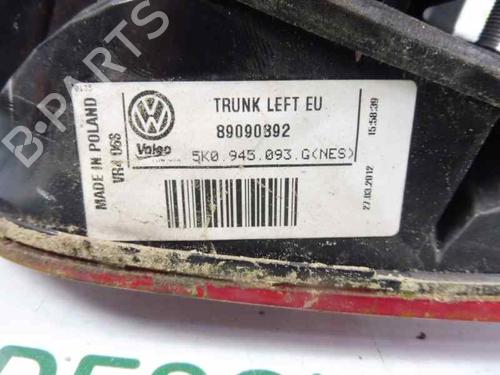 B-PARTS
TRUNK LEFT EU
89090892
Valeo
5K0.945.093.G(NES)
MADE IN POLAND
VR4 068
15:58:39
27.03.2012